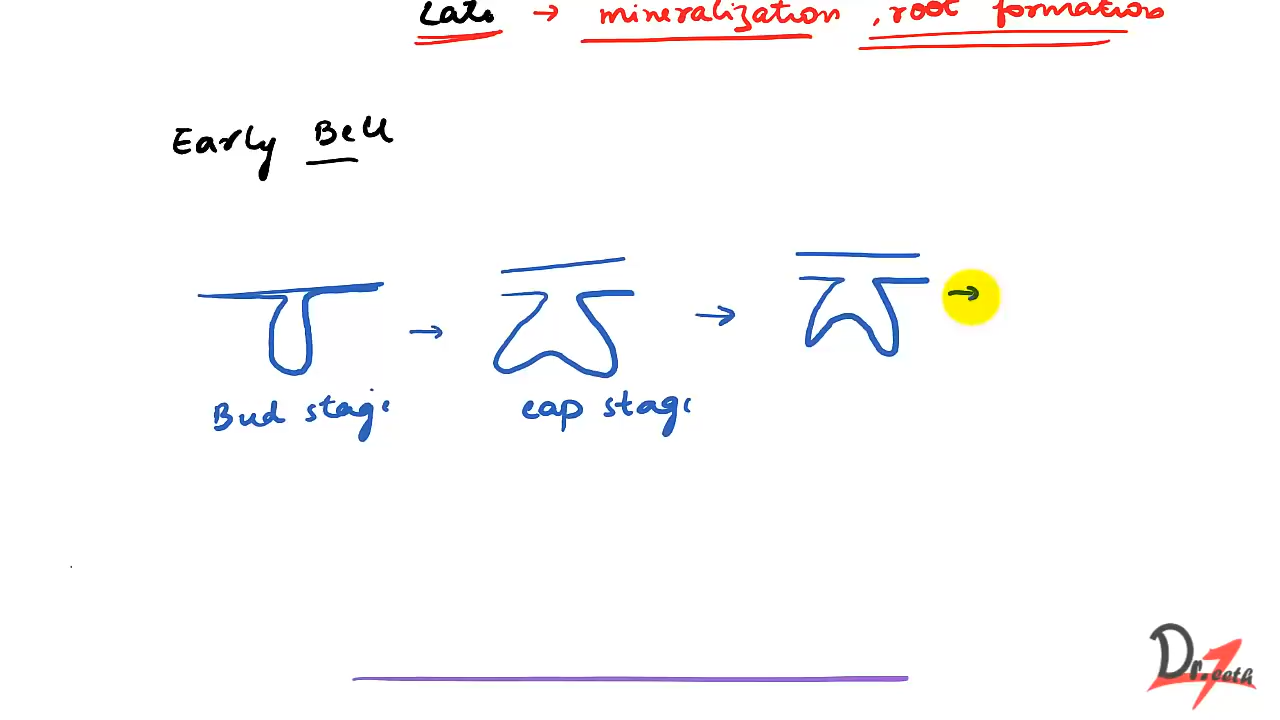 Late → mineralization, root formation
Early Bell
Bud stage
cap stage
Dr.Teeth